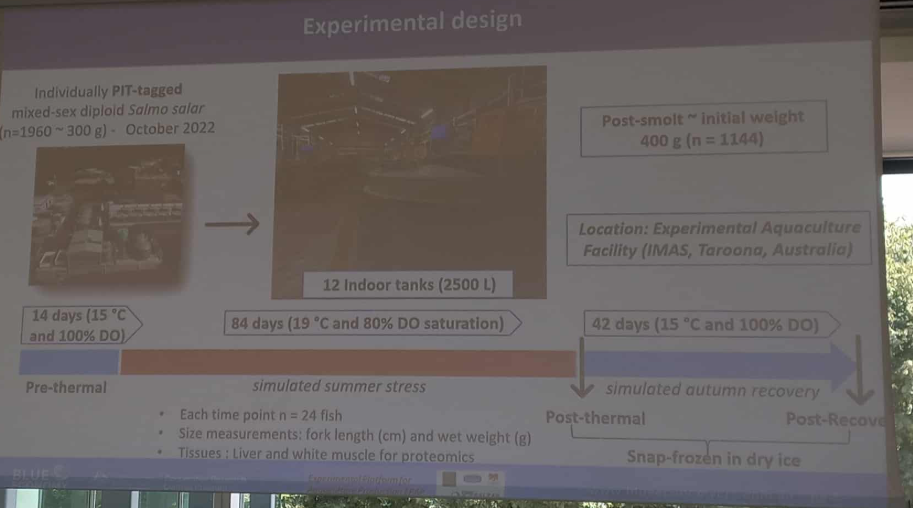 Experimental design
Individually PIT-tagged
mixed-sex diploid Salmo salar
(n=1960 ~ 300 g) - October 2022
12 Indoor tanks (2500 L)
Post-smolt ~ initial weight
400 g (n = 1144)
Location: Experimental Aquaculture
Facility (IMAS, Taroona, Australia)
14 days (15 °C
and 100% DO)
84 days (19 °C and 80% DO saturation)
42 days (15 °C and 100% DO)
Pre-thermal
simulated summer stress
simulated autumn recovery
Post-thermal
Post-Recove
• Each time point n = 24 fish
• Size measurements: fork length (cm) and wet weight (g)
• Tissues : Liver and white muscle for proteomics
Snap-frozen in dry ice
BLUE
Experimental Platform for